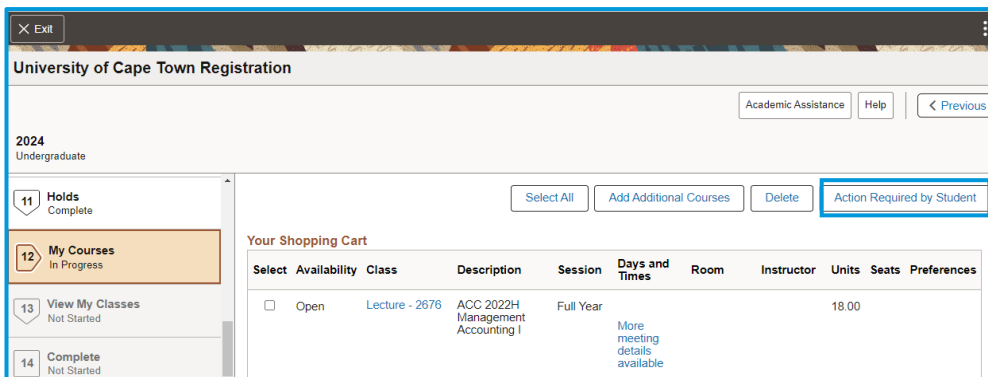 Exit
University of Cape Town Registration
Academic Assistance Help Previous
2024
Undergraduate
11 Holds
Complete
12 My Courses
In Progress
13 View My Classes
Not Started
14 Complete
Not Started
Select All Add Additional Courses Delete Action Required by Student
Your Shopping Cart
Select Availability Class Description Session Days and Times Room Instructor Units Seats Preferences
Open Lecture - 2676 ACC 2022H Full Year 18.00
Management
Accounting I
More
meeting
details
available